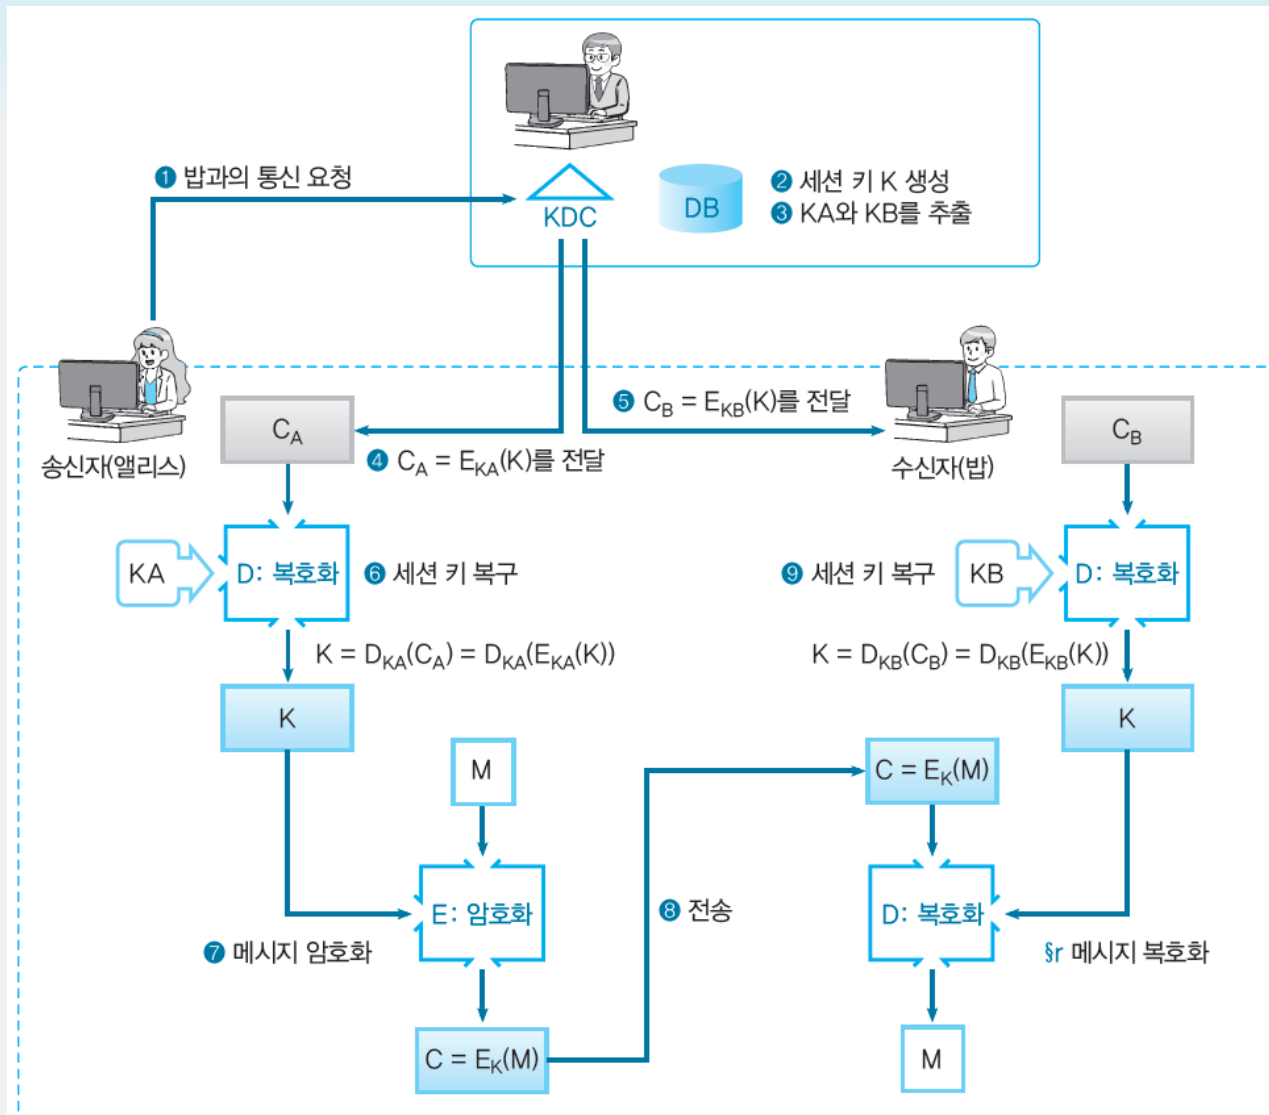 ❶ 밥과의 통신 요청
KDC
DB
❷ 세션 키 K 생성
❸ KA와 KB를 추출
송신자(앨리스)
C_A
❹ C_A = E_KA(K)를 전달
❺ C_B = E_KB(K)를 전달
수신자(밥)
C_B
KA
D: 복호화
❻ 세션 키 복구
❾ 세션 키 복구
KB
D: 복호화
K = D_KA(C_A) = D_KA(E_KA(K))
K = D_KB(C_B) = D_KB(E_KB(K))
K
K
M
C = E_K(M)
E: 암호화
❽ 전송
D: 복호화
❼ 메시지 암호화
§r 메시지 복호화
C = E_K(M)
M